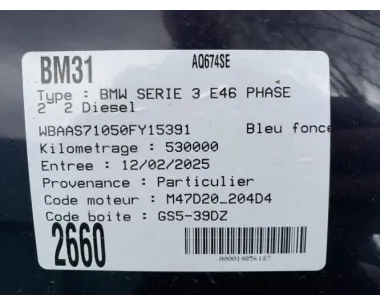 BM31
AQ674SE
Type : BMW SERIE 3 E46 PHASE
2 2 Diesel
WBAAS71050FY15391 Bleu fonce
Kilometrage : 530000
Entree : 12/02/2025
Provenance : Particulier
Code moteur : M47D20_204D4
Code boite : GS5-39DZ
2660
000014856187